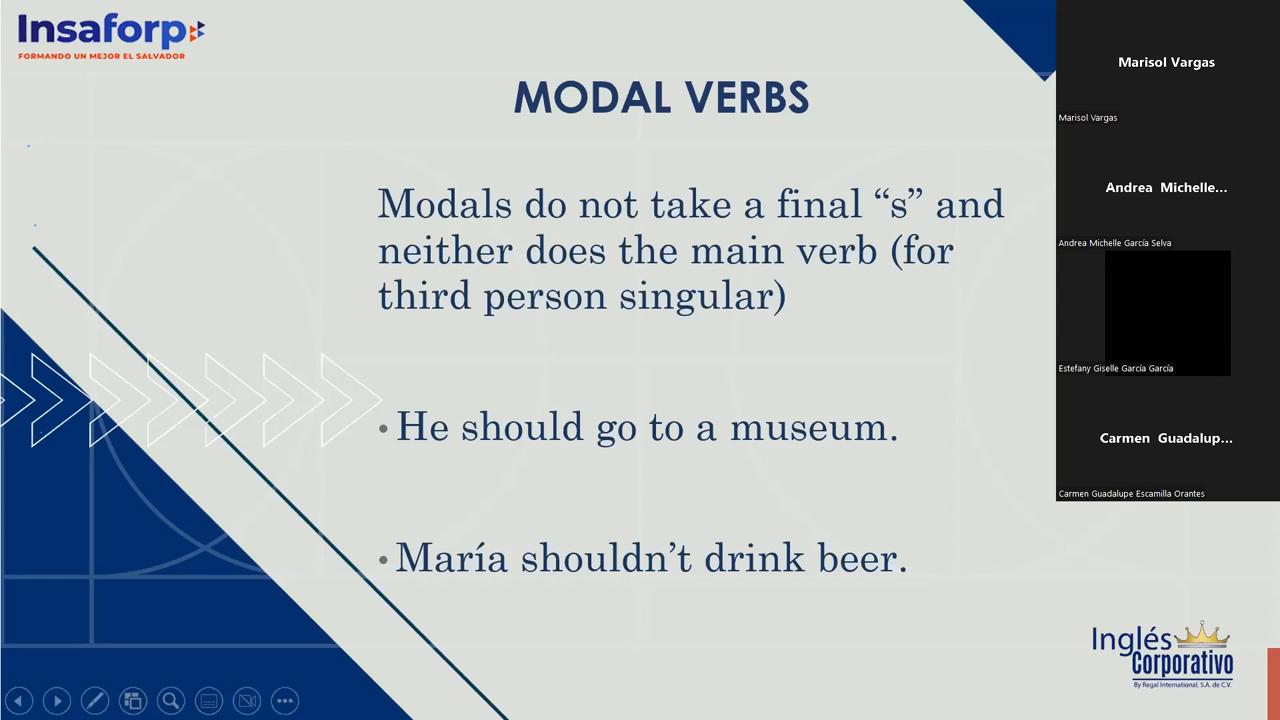 Insaforp
FORMANDO UN MEJOR EL SALVADOR
MODAL VERBS
Modals do not take a final “s” and
neither does the main verb (for
third person singular)
• He should go to a museum.
• María shouldn’t drink beer.
Marisol Vargas
Marisol Vargas
Andrea Michelle...
Andrea Michelle García Selva
Estefany Giselle García García
Carmen Guadalup...
Carmen Guadalupe Escamilla Orantes
Inglés
Corporativo
By Regal International, S.A. de C.V.